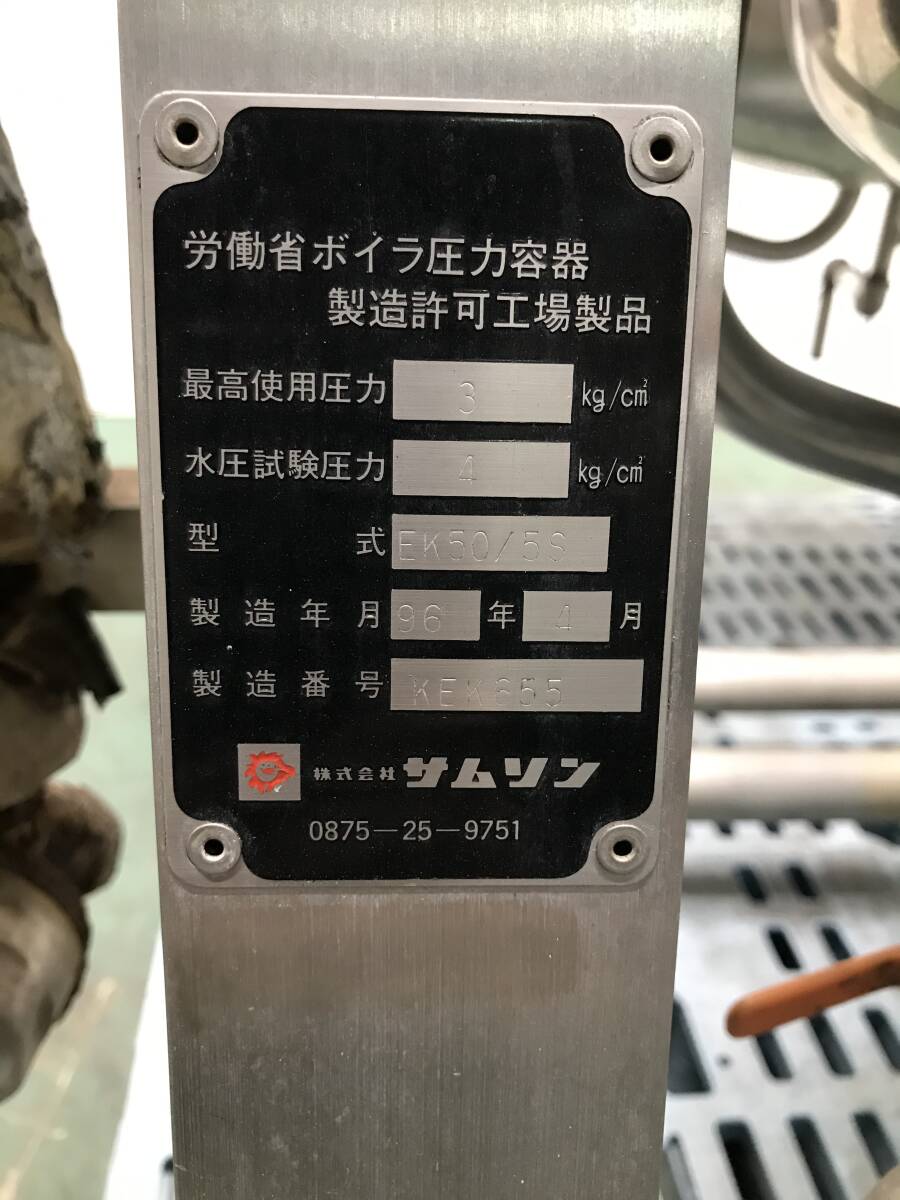 労働省ボイラ圧力容器
製造許可工場製品
最高使用圧力 3 kg/cm²
水圧試験圧力 4 kg/cm²
型式 EK50/5S
製造年月 96年 4月
製造番号 KEK655
株式会社サムソン
0875-25-9751